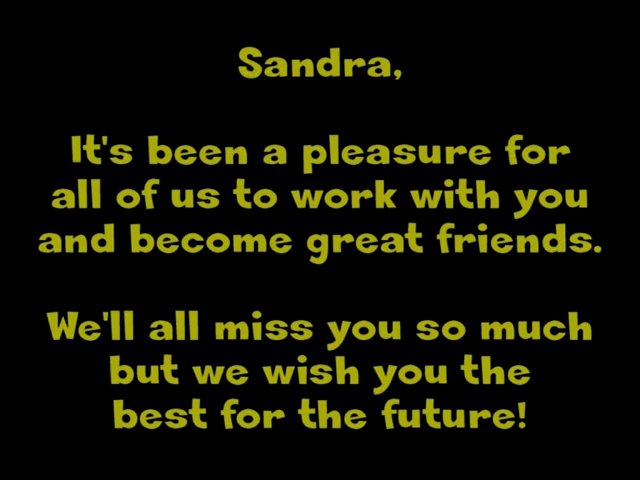 Sandra,
It's been a pleasure for
all of us to work with you
and become great friends.
We'll all miss you so much
but we wish you the
best for the future!